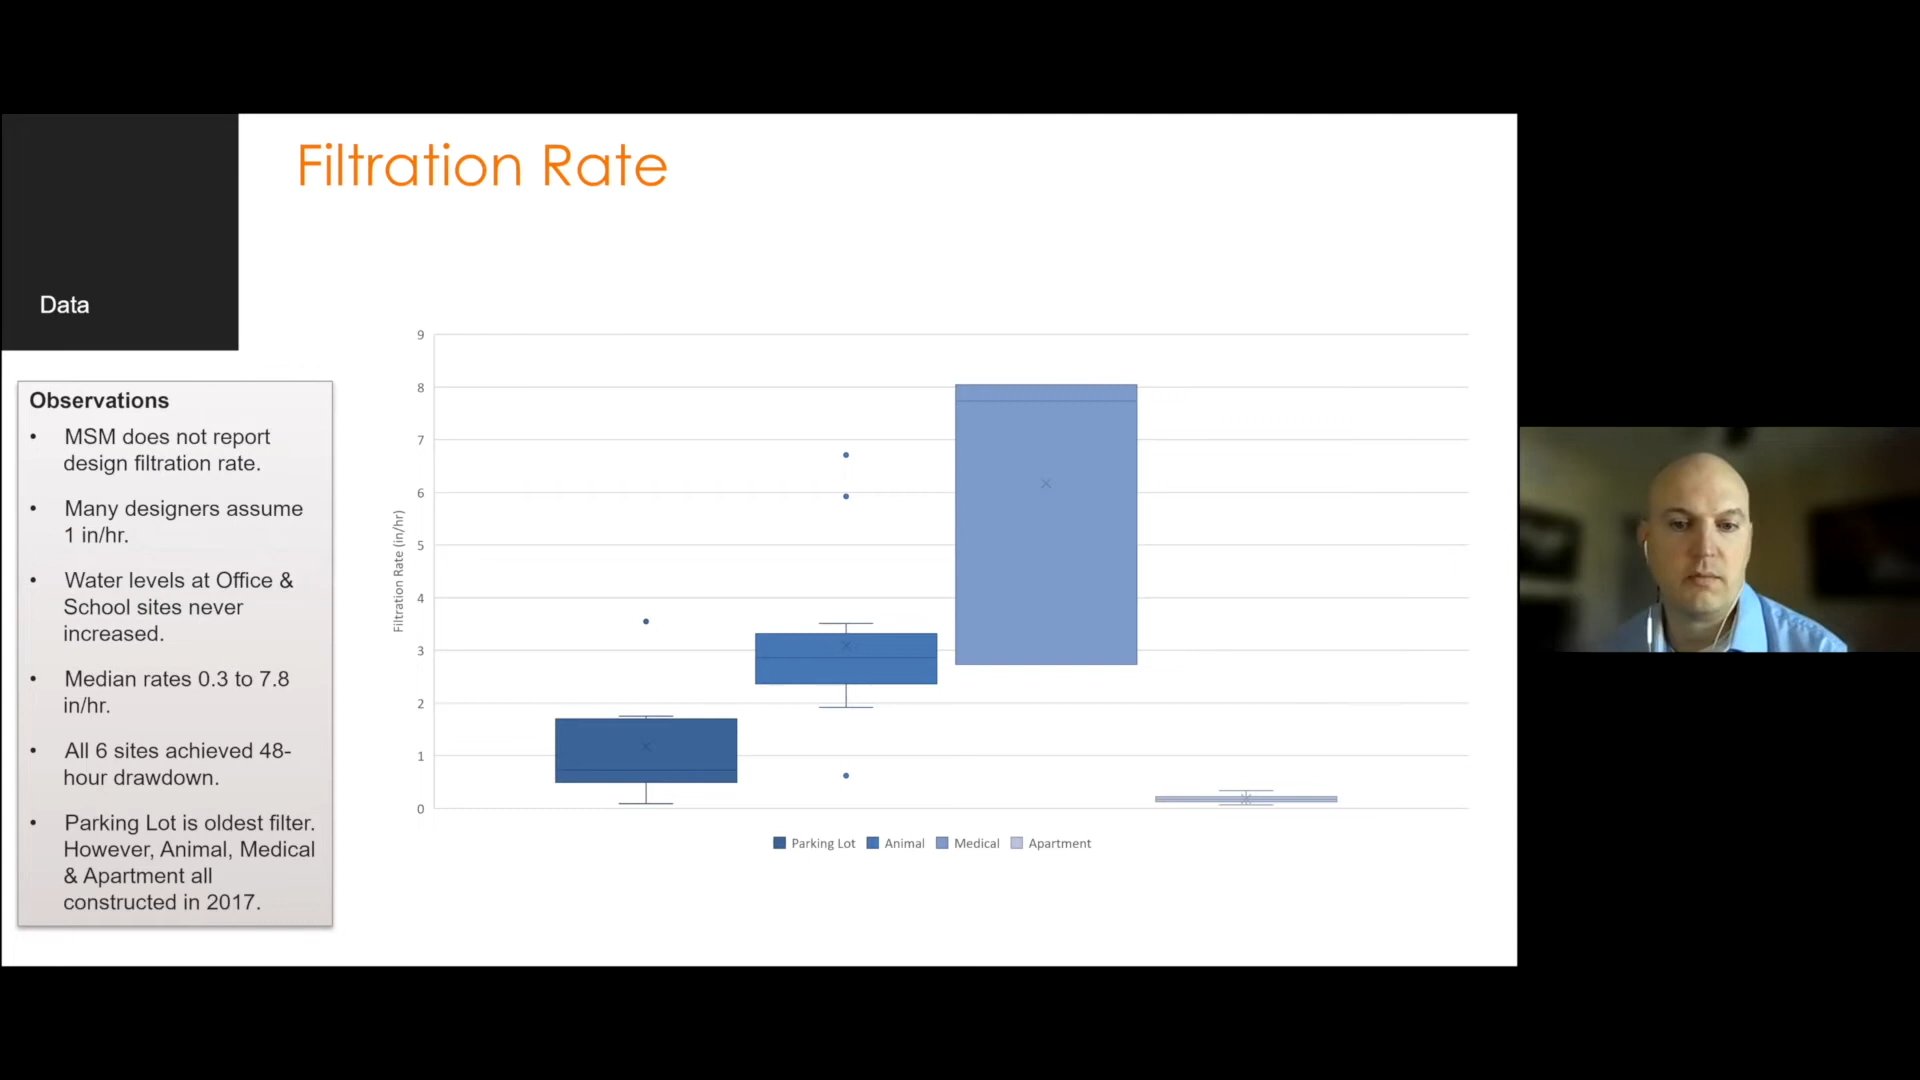 Filtration Rate
Data
Observations
• MSM does not report
design filtration rate.
• Many designers assume
1 in/hr.
• Water levels at Office &
School sites never
increased.
• Median rates 0.3 to 7.8
in/hr.
• All 6 sites achieved 48-
hour drawdown.
• Parking Lot is oldest filter.
However, Animal, Medical
& Apartment all
constructed in 2017.
Filtration Rate (in/hr)
9
8
7
6
5
4
3
2
1
0
Parking Lot Animal Medical Apartment